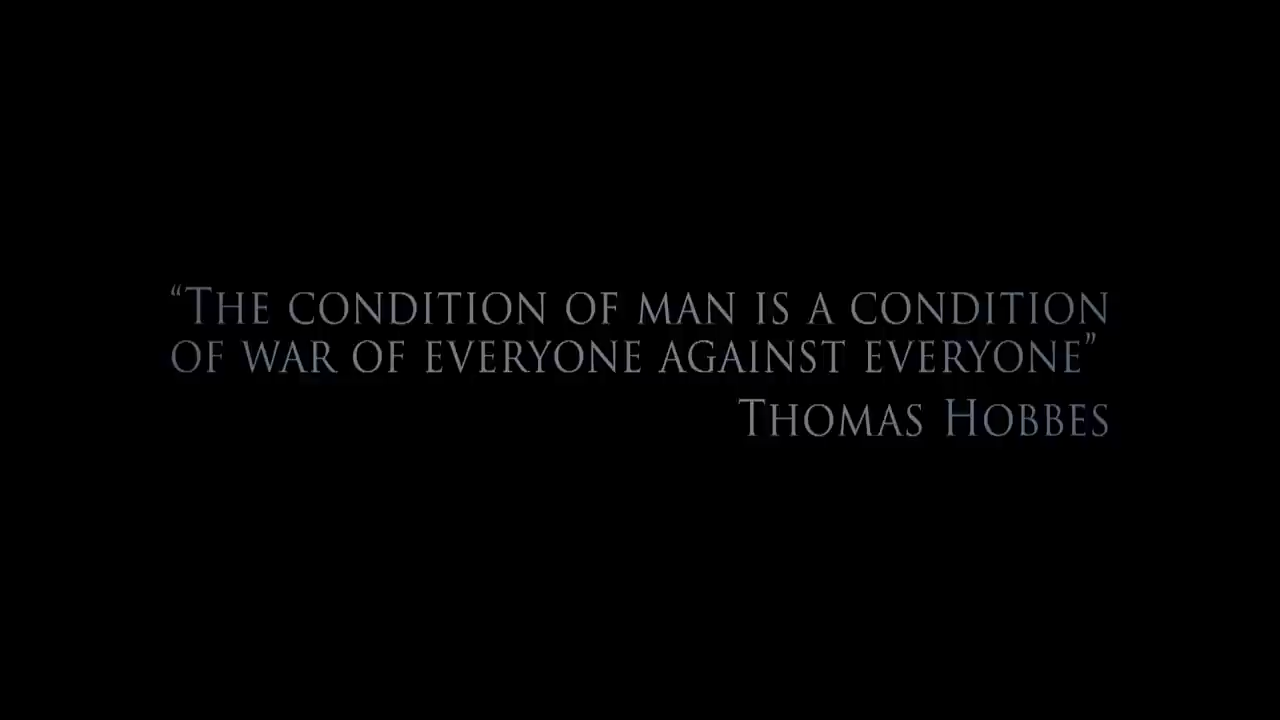 “The condition of man is a condition
of war of everyone against everyone”
Thomas Hobbes